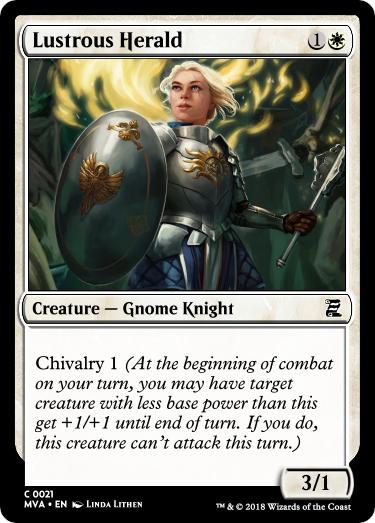 Lustrous Herald 1
Creature — Gnome Knight
Chivalry 1 (At the beginning of combat
on your turn, you may have target
creature with less base power than this
get +1/+1 until end of turn. If you do,
this creature can't attack this turn.)
3/1
C 0021
MVA • EN Linda Lithen
™ & © 2018 Wizards of the Coast